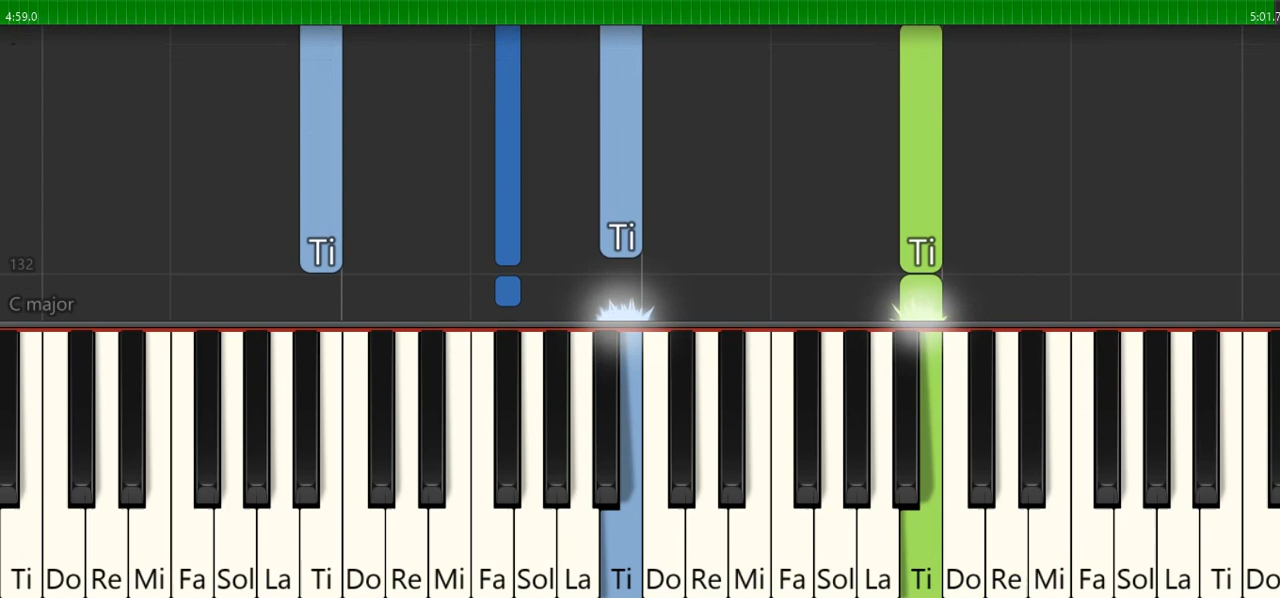 4:59.0 5:01.7
Ti Ti Ti
132
C major
Ti Do Re Mi Fa Sol La Ti Do Re Mi Fa Sol La Ti Do Re Mi Fa Sol La Ti Do Re Mi Fa Sol La Ti Do